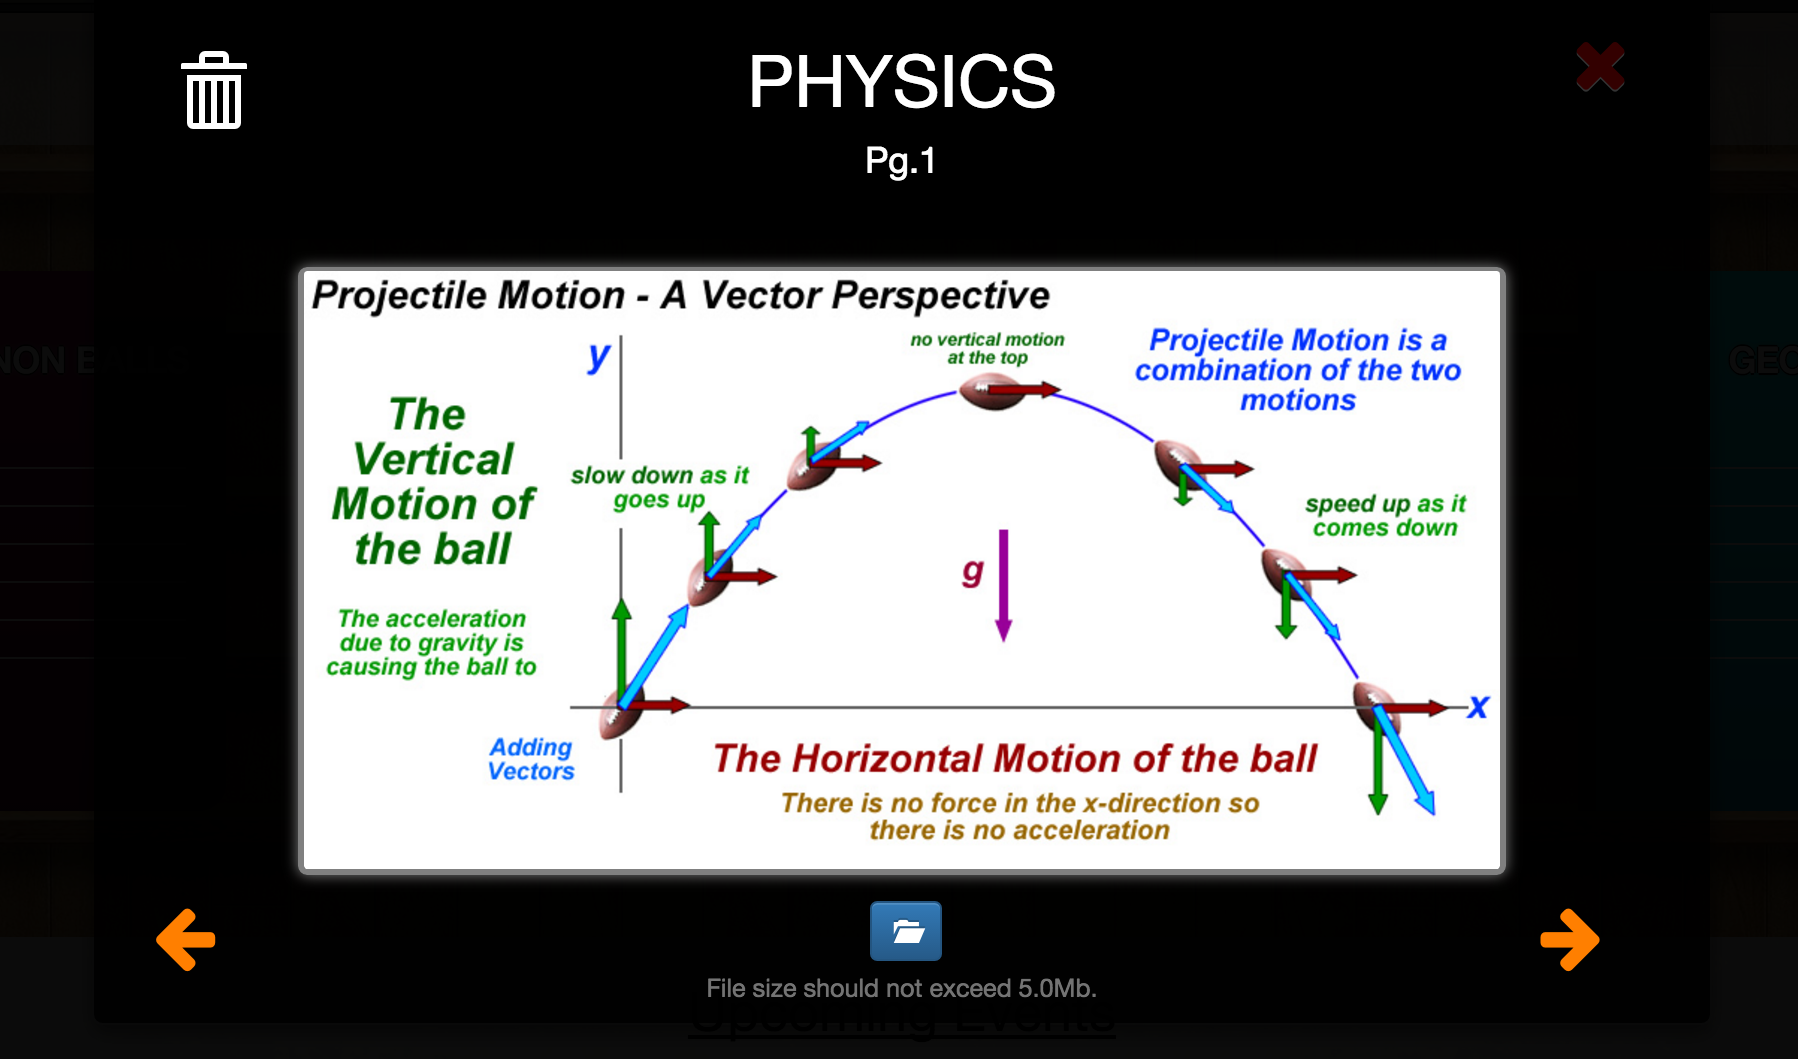 PHYSICS
Pg.1
Projectile Motion - A Vector Perspective
y
no vertical motion
at the top
Projectile Motion is a
combination of the two
motions
The
Vertical
Motion of
the ball
slow down as it
goes up
speed up as it
comes down
g
The acceleration
due to gravity is
causing the ball to
x
Adding
Vectors
The Horizontal Motion of the ball
There is no force in the x-direction so
there is no acceleration
File size should not exceed 5.0Mb.
Upcoming Events